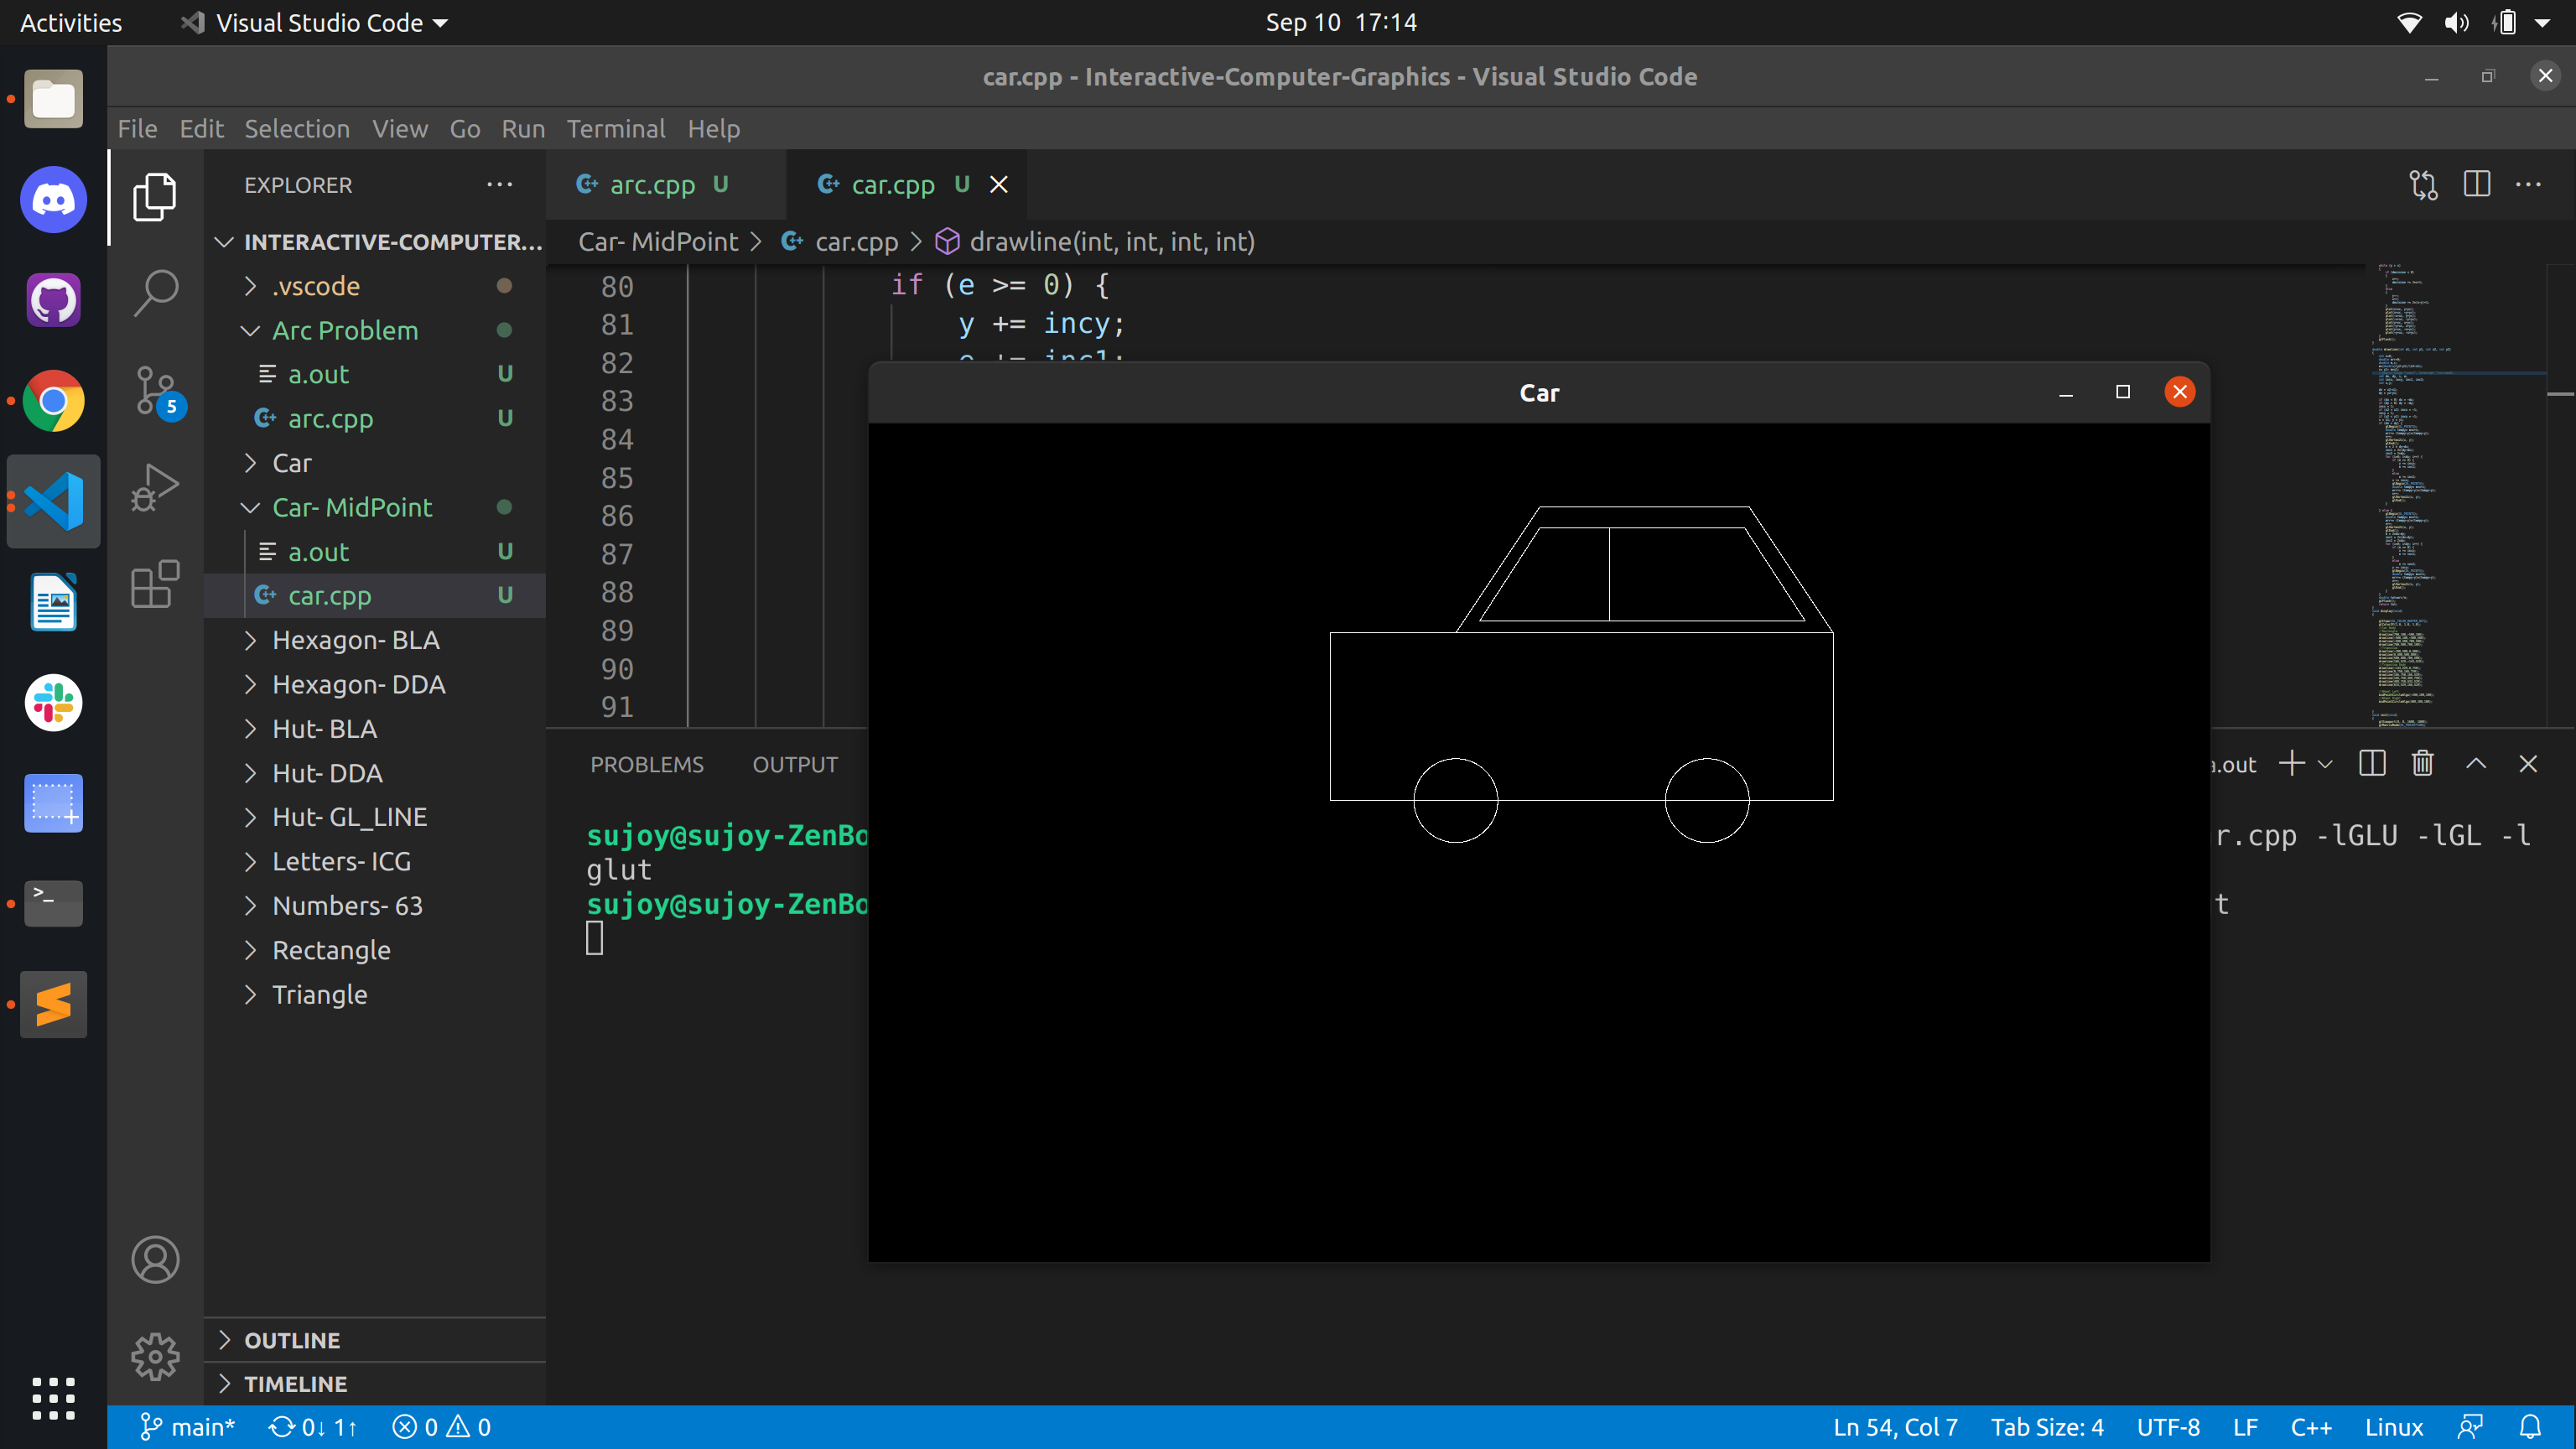 Activities
Visual Studio Code
Sep 10 17:14
car.cpp - Interactive-Computer-Graphics - Visual Studio Code
File Edit Selection View Go Run Terminal Help
EXPLORER
INTERACTIVE-COMPUTER...
.vscode
Arc Problem
a.out U
arc.cpp U
Car
Car- MidPoint
a.out U
car.cpp U
Hexagon- BLA
Hexagon- DDA
Hut- BLA
Hut- DDA
Hut- GL_LINE
Letters- ICG
Numbers- 63
Rectangle
Triangle
OUTLINE
TIMELINE
5
arc.cpp U
car.cpp U
Car- MidPoint > car.cpp > drawline(int, int, int, int)
80 if (e >= 0) {
81 y += incy;
82 e += inc1;
83
84
85
86
87
88
89
90
91
Car
PROBLEMS OUTPUT
a.out
sujoy@sujoy-ZenBo
r.cpp -lGLU -lGL -l
glut
sujoy@sujoy-ZenBo
t
main* 0↓ 1↑ 0 0
Ln 54, Col 7 Tab Size: 4 UTF-8 LF C++ Linux